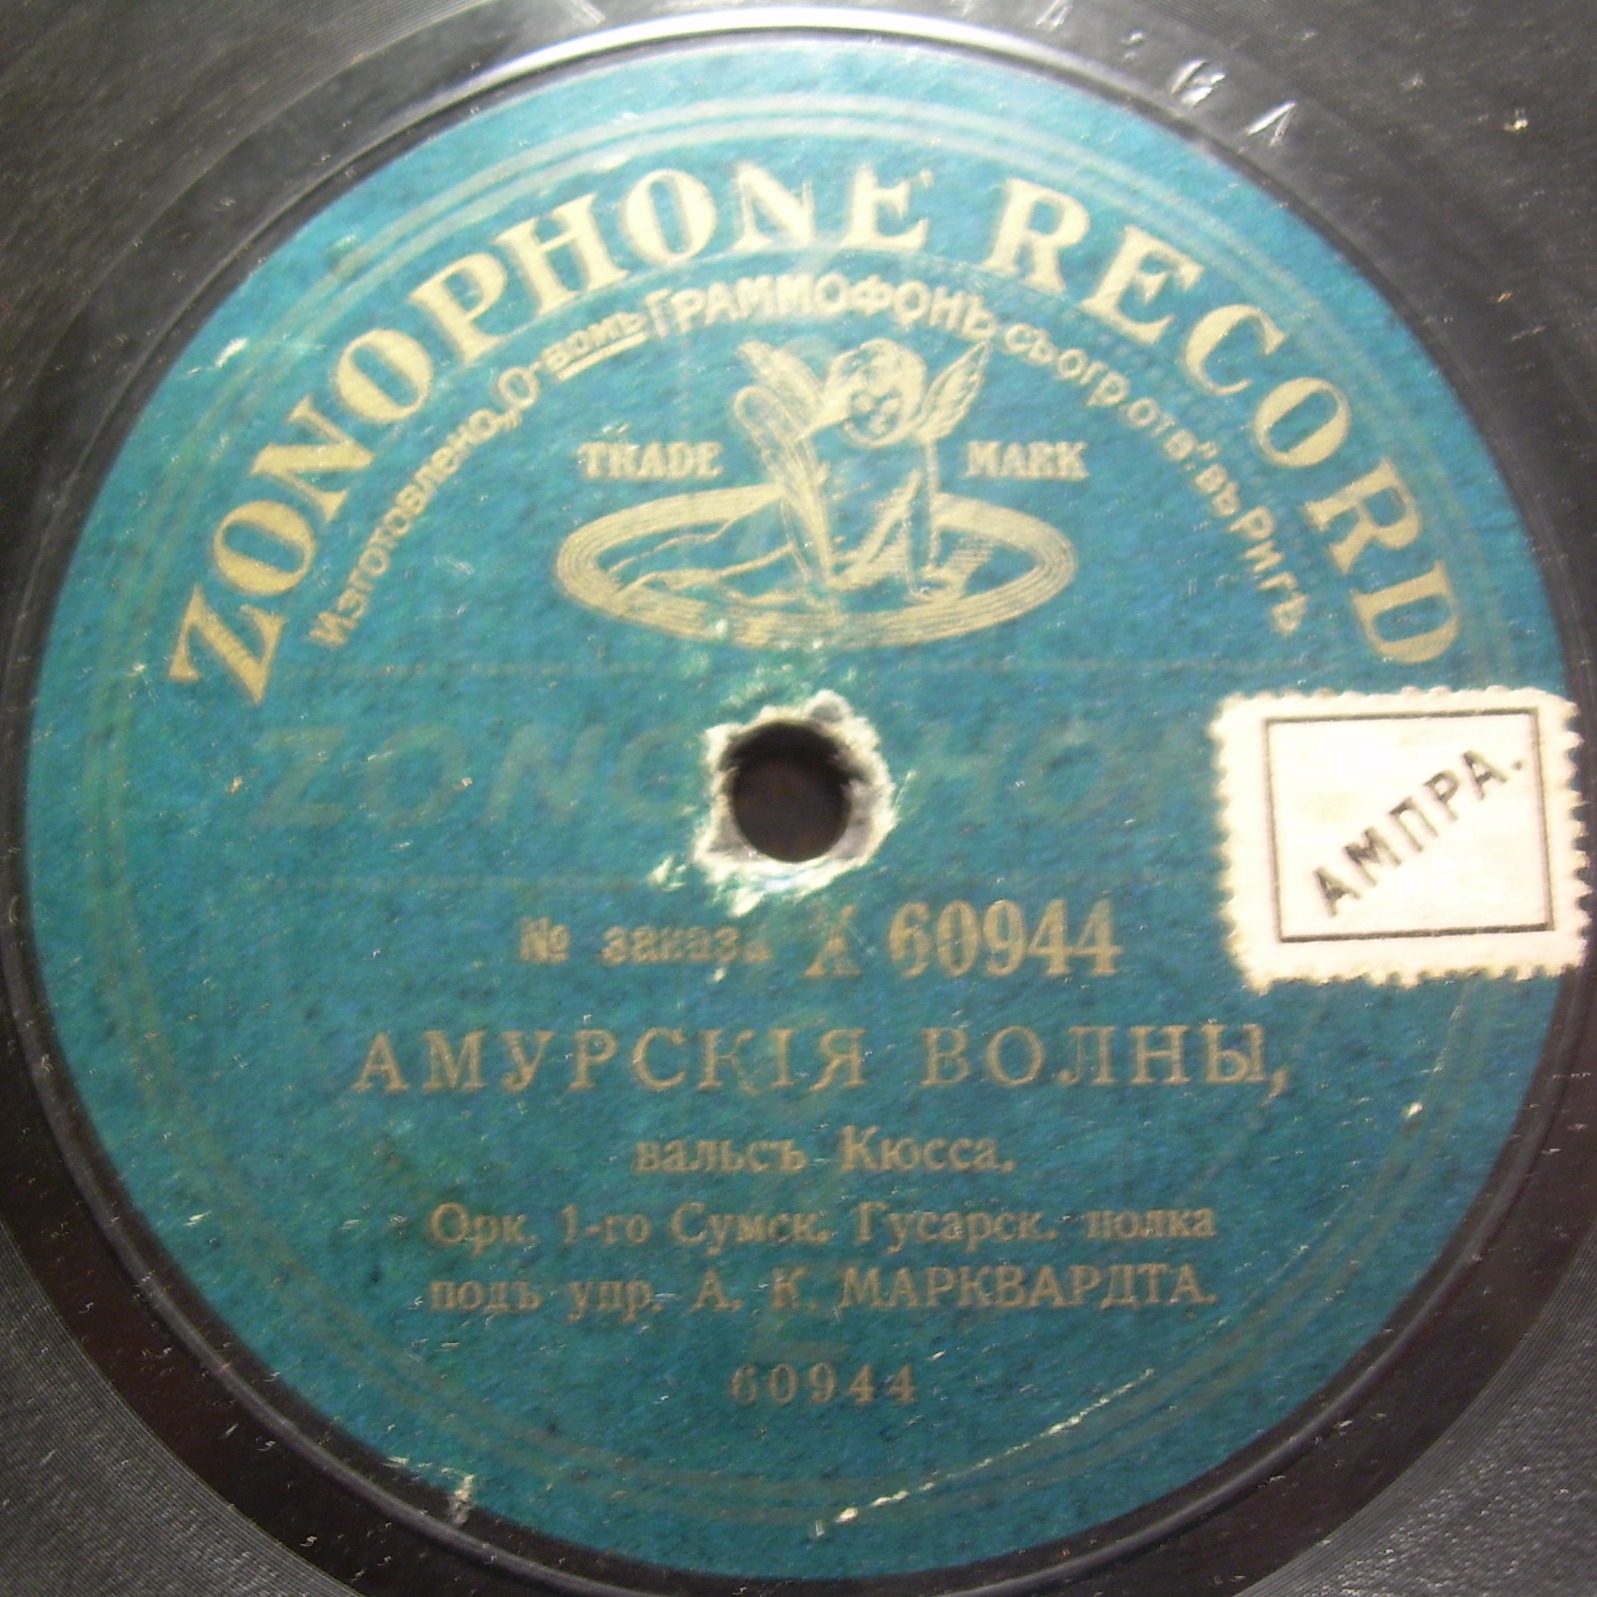 ZONOPHONE RECORD
Изготовлено „О-вомъ ГРАММОФОНЪ съ огр. отв." въ Ригѣ
TRADE MARK
ZONOPHONE
АМПРА.
№ заказа X 60944
АМУРСКІЯ ВОЛНЫ,
вальсъ Кюсса.
Орк. 1-го Сумск. Гусарск. полка
подъ упр. А. К. МАРКВАРДТА.
60944